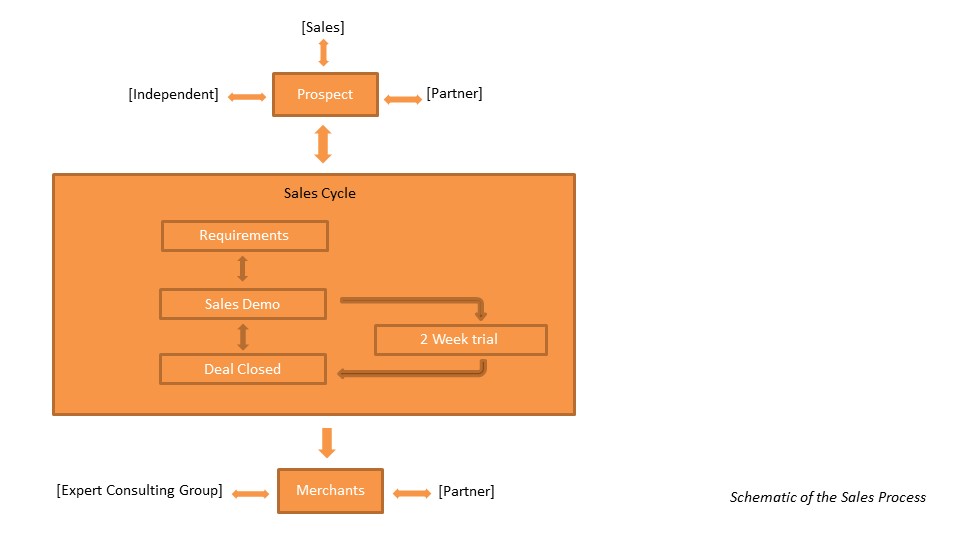 [Sales]
[Independent]
Prospect
[Partner]
Sales Cycle
Requirements
Sales Demo
2 Week trial
Deal Closed
[Expert Consulting Group]
Merchants
[Partner]
Schematic of the Sales Process